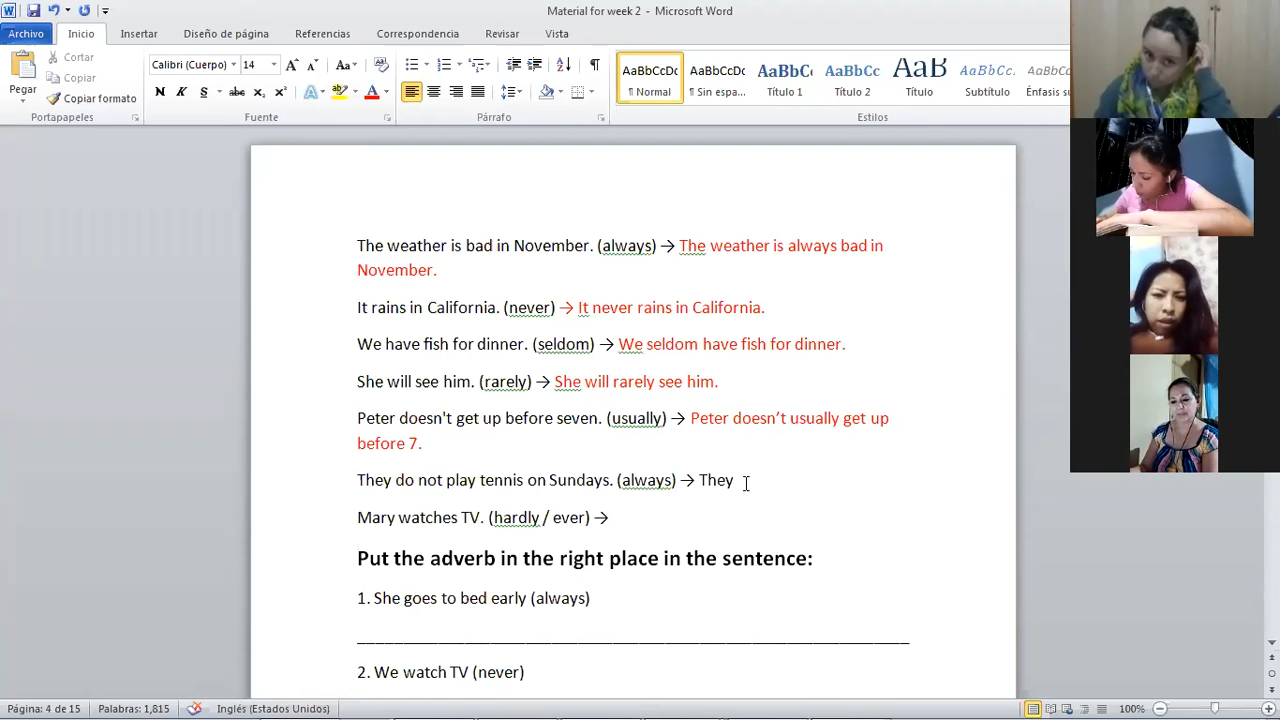 Material for week 2 - Microsoft Word
Archivo Inicio Insertar Diseño de página Referencias Correspondencia Revisar Vista
Pegar
Cortar
Copiar
Copiar formato
Portapapeles
Calibri (Cuerpo) 14
Fuente
Párrafo
AaBbCcDc AaBbCcDc AaBbC AaBbCc AaB AaBbCc. AaBbCcDc
¶ Normal ¶ Sin espa... Título 1 Título 2 Título Subtítulo Énfasis su
Estilos
The weather is bad in November. (always) → The weather is always bad in
November.
It rains in California. (never) → It never rains in California.
We have fish for dinner. (seldom) → We seldom have fish for dinner.
She will see him. (rarely) → She will rarely see him.
Peter doesn't get up before seven. (usually) → Peter doesn’t usually get up
before 7.
They do not play tennis on Sundays. (always) → They
Mary watches TV. (hardly / ever) →
Put the adverb in the right place in the sentence:
1. She goes to bed early (always)
2. We watch TV (never)
Página: 4 de 15 Palabras: 1,815 Inglés (Estados Unidos) 100%